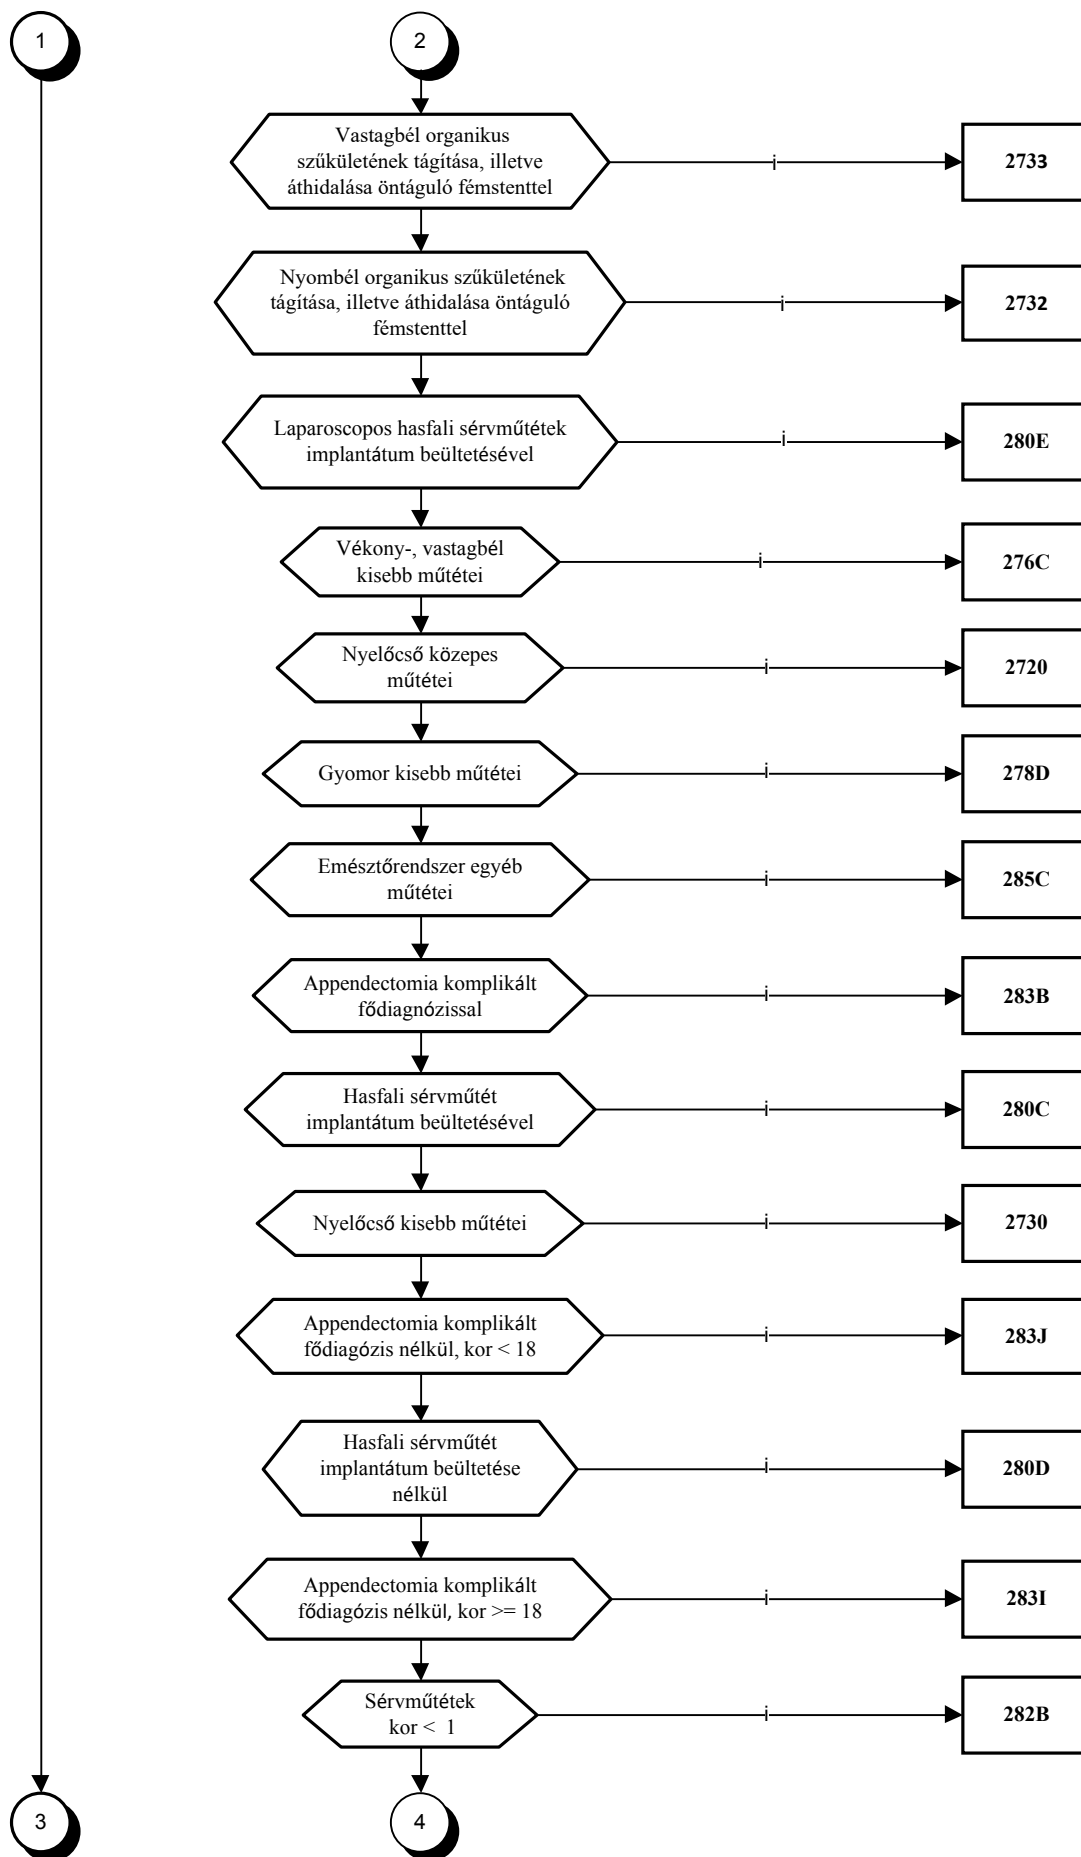 1
2
Vastagbél organikus
szűkületének tágítása, illetve
áthidalása öntáguló fémstenttel
i
2733
Nyombél organikus szűkületének
tágítása, illetve áthidalása öntáguló
fémstenttel
i
2732
Laparoscopos hasfali sérvműtétek
implantátum beültetésével
i
280E
Vékony-, vastagbél
kisebb műtétei
i
276C
Nyelőcső közepes
műtétei
i
2720
Gyomor kisebb műtétei
i
278D
Emésztőrendszer egyéb
műtétei
i
285C
Appendectomia komplikált
fődiagnózissal
i
283B
Hasfali sérvműtét
implantátum beültetésével
i
280C
Nyelőcső kisebb műtétei
i
2730
Appendectomia komplikált
fődiagózis nélkül, kor < 18
i
283J
Hasfali sérvműtét
implantátum beültetése
nélkül
i
280D
Appendectomia komplikált
fődiagózis nélkül, kor >= 18
i
283I
Sérvműtétek
kor < 1
i
282B
3
4